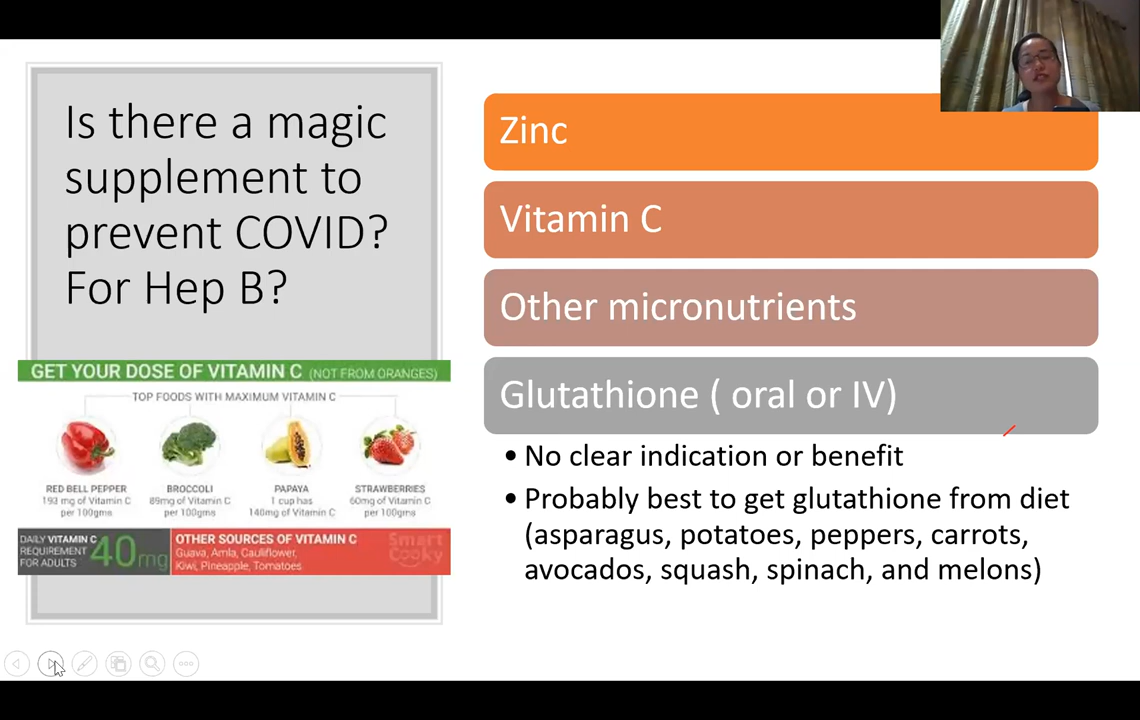 Is there a magic
supplement to
prevent COVID?
For Hep B?
GET YOUR DOSE OF VITAMIN C (NOT FROM ORANGES)
TOP FOODS WITH MAXIMUM VITAMIN C
RED BELL PEPPER
193 mg of Vitamin C
per 100gms
BROCCOLI
89mg of Vitamin C
per 100gms
PAPAYA
1 cup has
140mg of Vitamin C
STRAWBERRIES
60mg of Vitamin C
per 100gms
DAILY VITAMIN C
REQUIREMENT
FOR ADULTS
40mg
OTHER SOURCES OF VITAMIN C
Guava, Amla, Cauliflower,
Kiwi, Pineapple, Tomatoes
Smart
Cooky
Zinc
Vitamin C
Other micronutrients
Glutathione ( oral or IV)
• No clear indication or benefit
• Probably best to get glutathione from diet
(asparagus, potatoes, peppers, carrots,
avocados, squash, spinach, and melons)